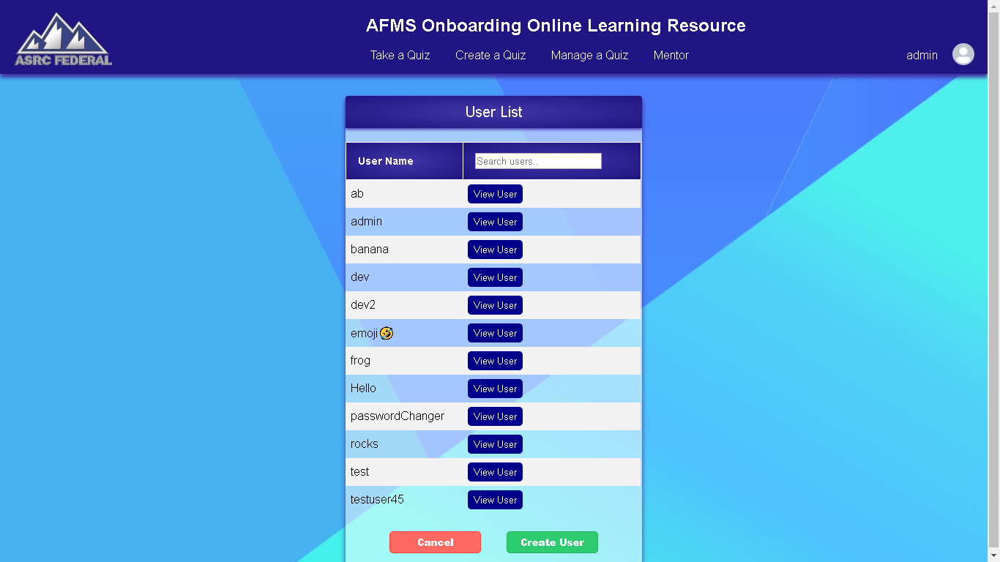 AFMS Onboarding Online Learning Resource
ASRC FEDERAL
Take a Quiz Create a Quiz Manage a Quiz Mentor admin
User List
User Name Search users..
ab View User
admin View User
banana View User
dev View User
dev2 View User
emoji🤣 View User
frog View User
Hello View User
passwordChanger View User
rocks View User
test View User
testuser45 View User
Cancel Create User